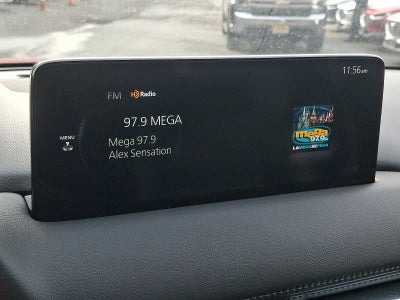 FM HD Radio
11:56am
97.9 MEGA
MENU
Mega 97.9
Alex Sensation
mega
97.9